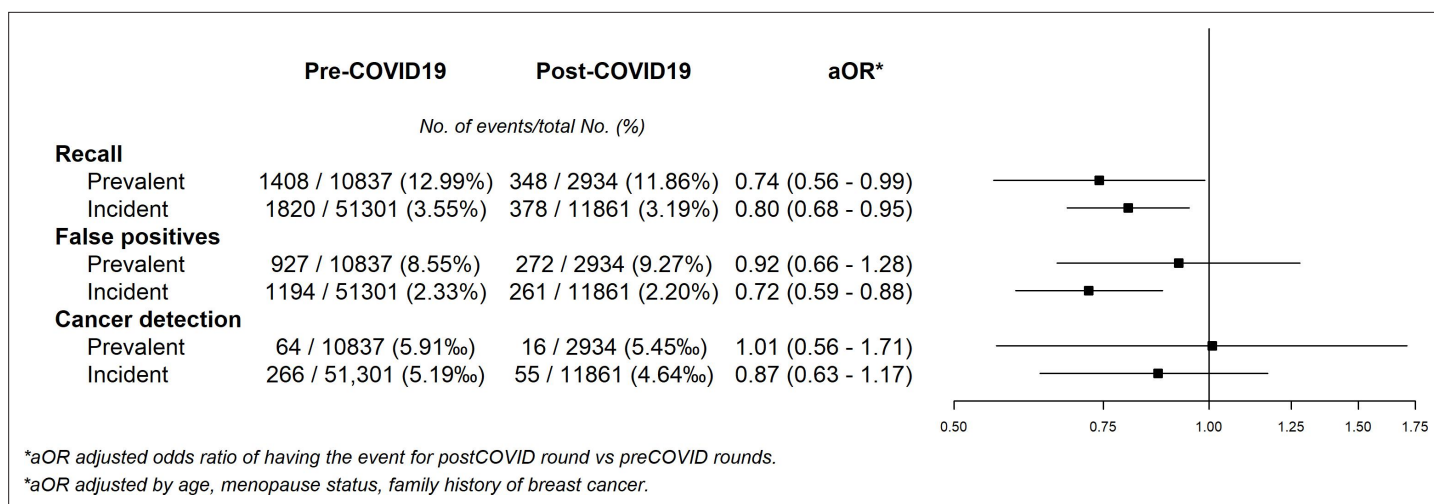 Pre-COVID19 Post-COVID19 aOR*
No. of events/total No. (%)
Recall
Prevalent 1408 / 10837 (12.99%) 348 / 2934 (11.86%) 0.74 (0.56 - 0.99)
Incident 1820 / 51301 (3.55%) 378 / 11861 (3.19%) 0.80 (0.68 - 0.95)
False positives
Prevalent 927 / 10837 (8.55%) 272 / 2934 (9.27%) 0.92 (0.66 - 1.28)
Incident 1194 / 51301 (2.33%) 261 / 11861 (2.20%) 0.72 (0.59 - 0.88)
Cancer detection
Prevalent 64 / 10837 (5.91‰) 16 / 2934 (5.45‰) 1.01 (0.56 - 1.71)
Incident 266 / 51,301 (5.19‰) 55 / 11861 (4.64‰) 0.87 (0.63 - 1.17)
0.50 0.75 1.00 1.25 1.50 1.75
*aOR adjusted odds ratio of having the event for postCOVID round vs preCOVID rounds.
*aOR adjusted by age, menopause status, family history of breast cancer.